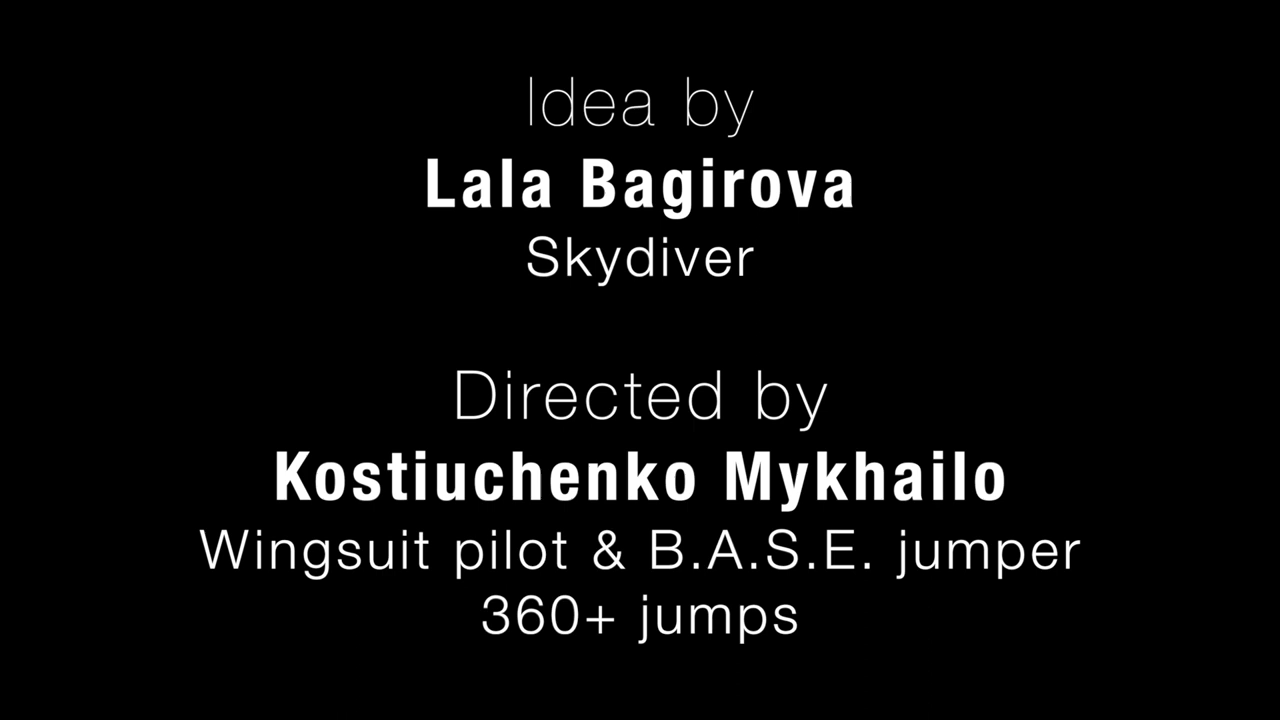 Idea by
Lala Bagirova
Skydiver
Directed by
Kostiuchenko Mykhailo
Wingsuit pilot & B.A.S.E. jumper
360+ jumps